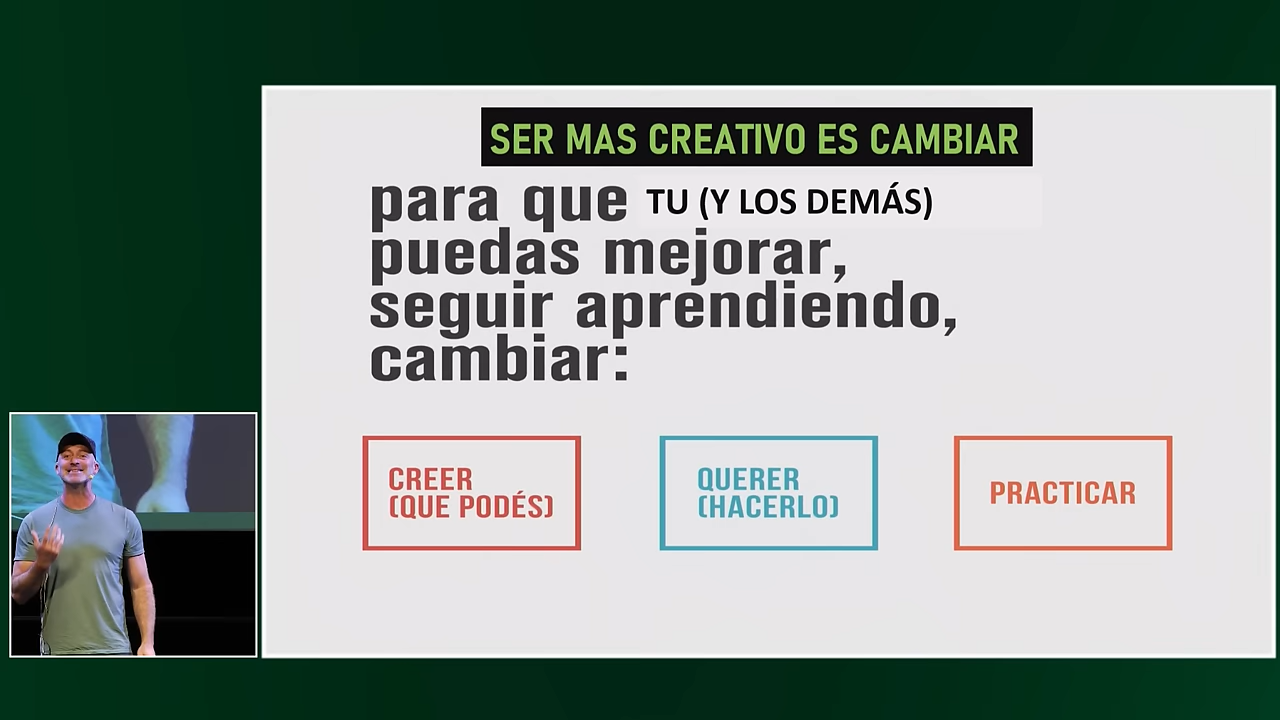 SER MAS CREATIVO ES CAMBIAR
para que TU (Y LOS DEMÁS)
puedas mejorar,
seguir aprendiendo,
cambiar:
CREER
(QUE PODÉS)
QUERER
(HACERLO)
PRACTICAR